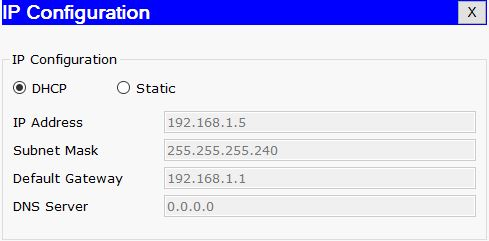 IP Configuration X
IP Configuration
DHCP Static
IP Address 192.168.1.5
Subnet Mask 255.255.255.240
Default Gateway 192.168.1.1
DNS Server 0.0.0.0